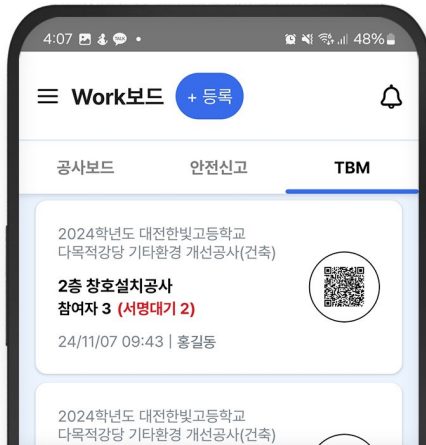 4:07 TALK 48%
Work보드 + 등록
공사보드 안전신고 TBM
2024학년도 대전한빛고등학교
다목적강당 기타환경 개선공사(건축)
2층 창호설치공사
참여자 3 (서명대기 2)
24/11/07 09:43 | 홍길동
2024학년도 대전한빛고등학교
다목적강당 기타환경 개선공사(건축)